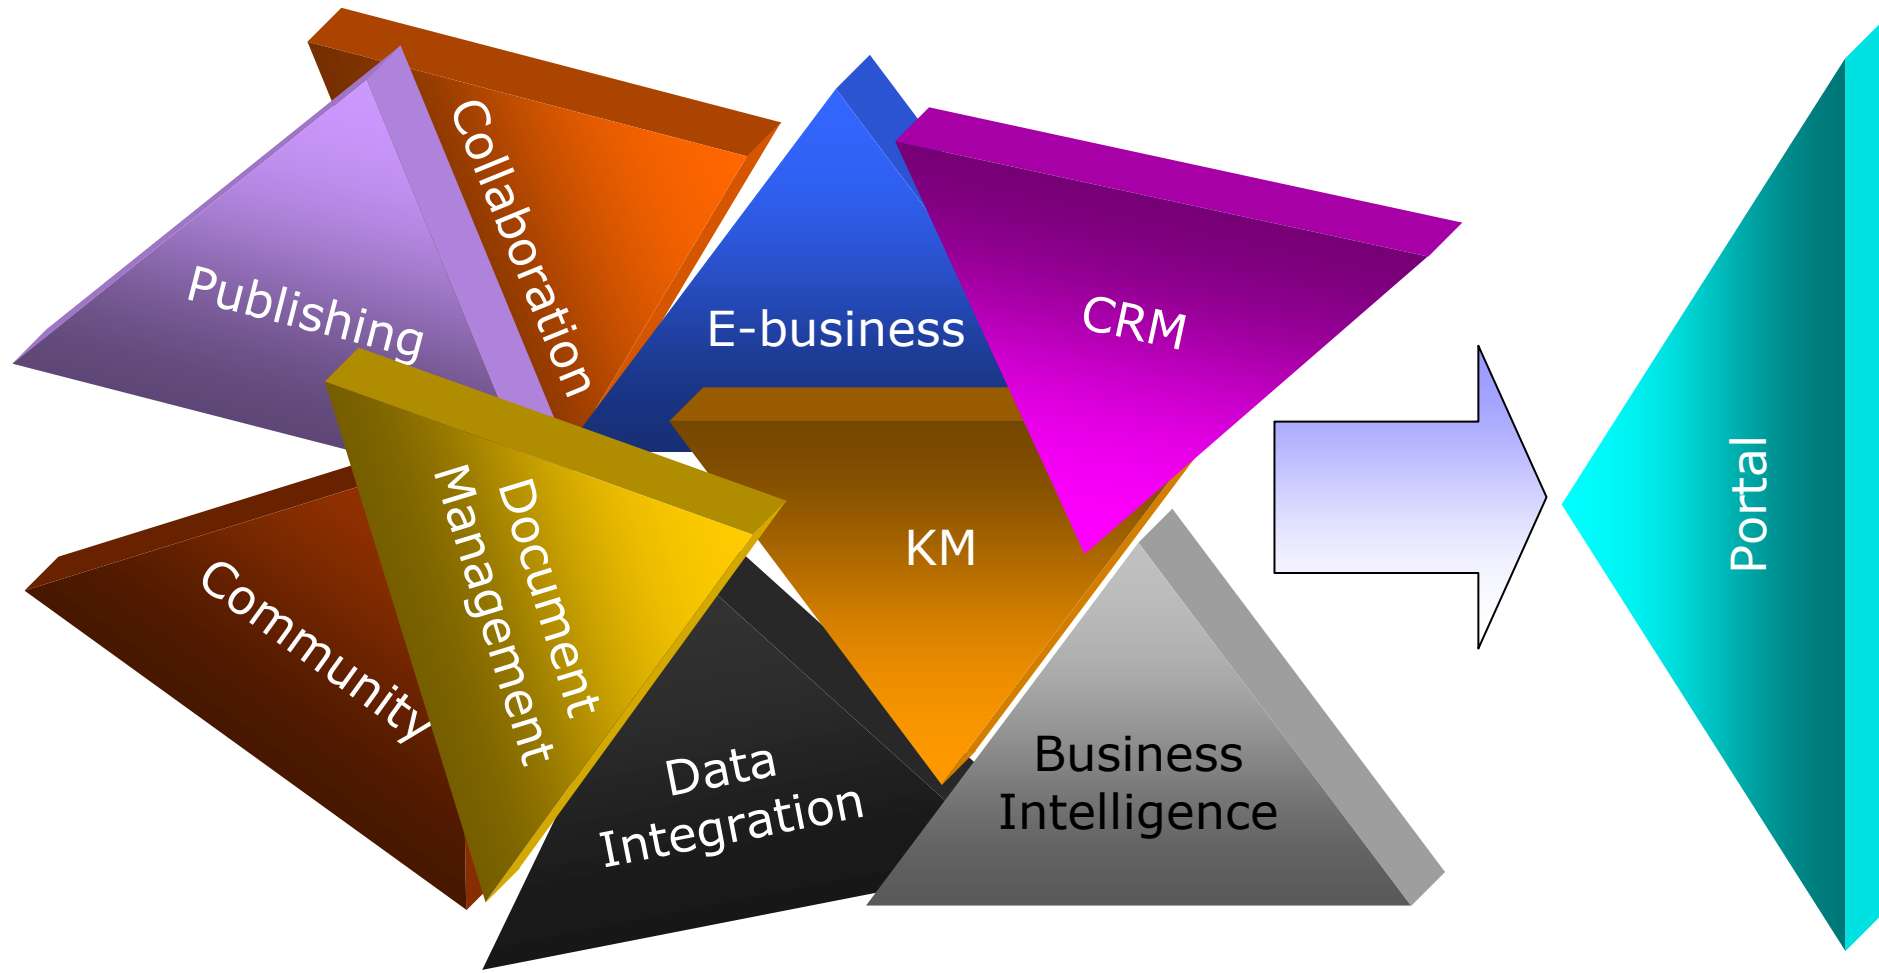 Collaboration
Publishing
E-business
CRM
Document
Management
KM
Community
Data
Integration
Business
Intelligence
Portal